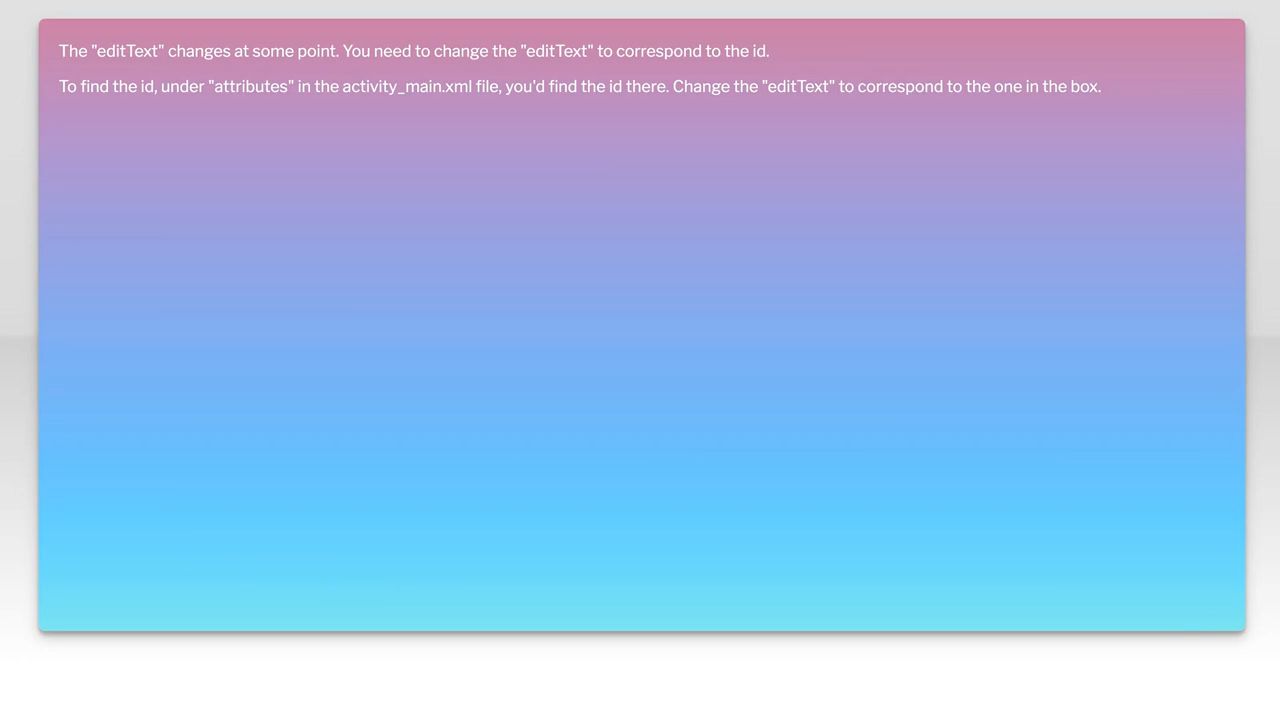 The "editText" changes at some point. You need to change the "editText" to correspond to the id.
To find the id, under "attributes" in the activity_main.xml file, you'd find the id there. Change the "editText" to correspond to the one in the box.